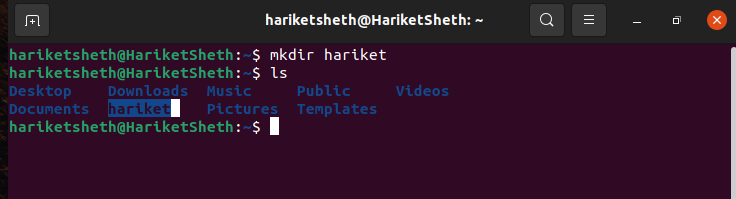 hariketsheth@HariketSheth: ~
hariketsheth@HariketSheth:~$ mkdir hariket
hariketsheth@HariketSheth:~$ ls
Desktop    Downloads  Music     Public     Videos
Documents  hariket    Pictures  Templates
hariketsheth@HariketSheth:~$